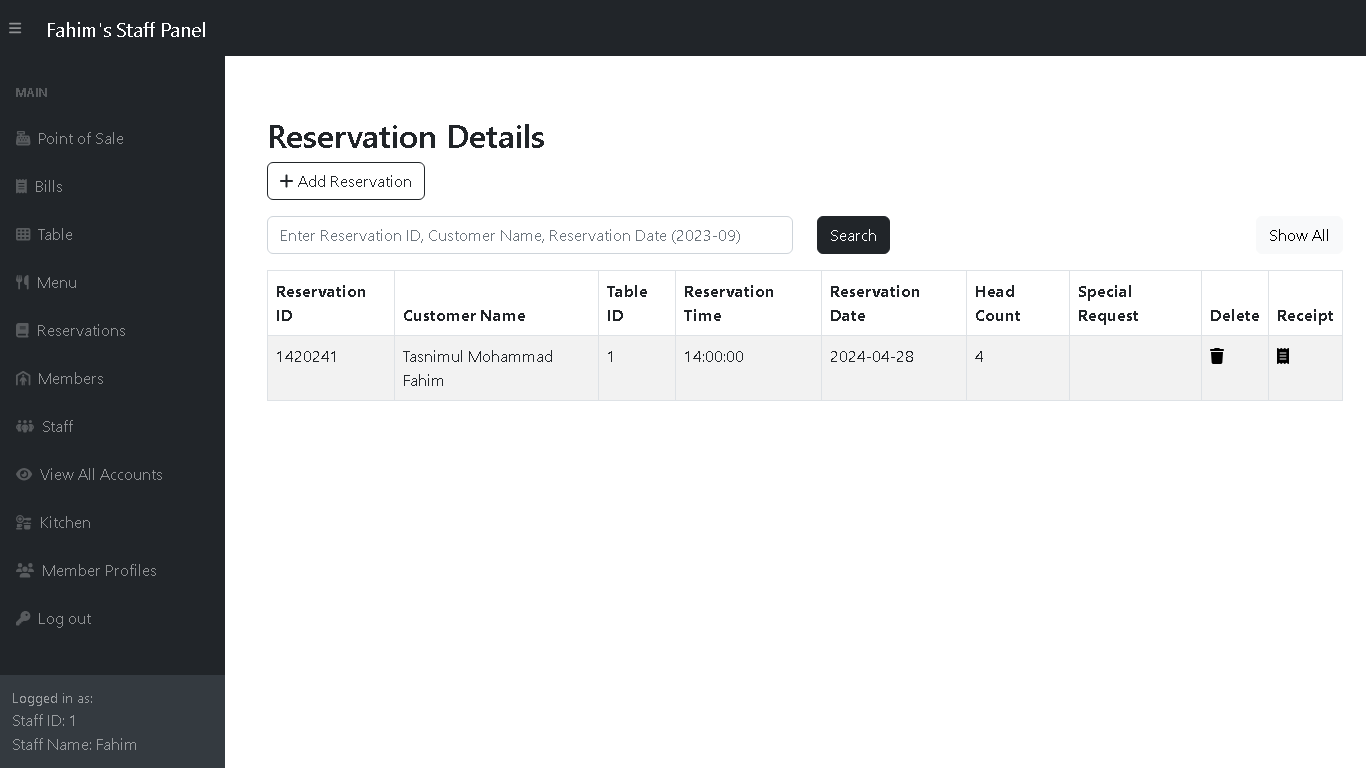 Fahim's Staff Panel
MAIN
Point of Sale
Bills
Table
Menu
Reservations
Members
Staff
View All Accounts
Kitchen
Member Profiles
Log out
Logged in as:
Staff ID: 1
Staff Name: Fahim
Reservation Details
+ Add Reservation
Enter Reservation ID, Customer Name, Reservation Date (2023-09) Search Show All
Reservation ID Customer Name Table ID Reservation Time Reservation Date Head Count Special Request Delete Receipt
1420241 Tasnimul Mohammad Fahim 1 14:00:00 2024-04-28 4